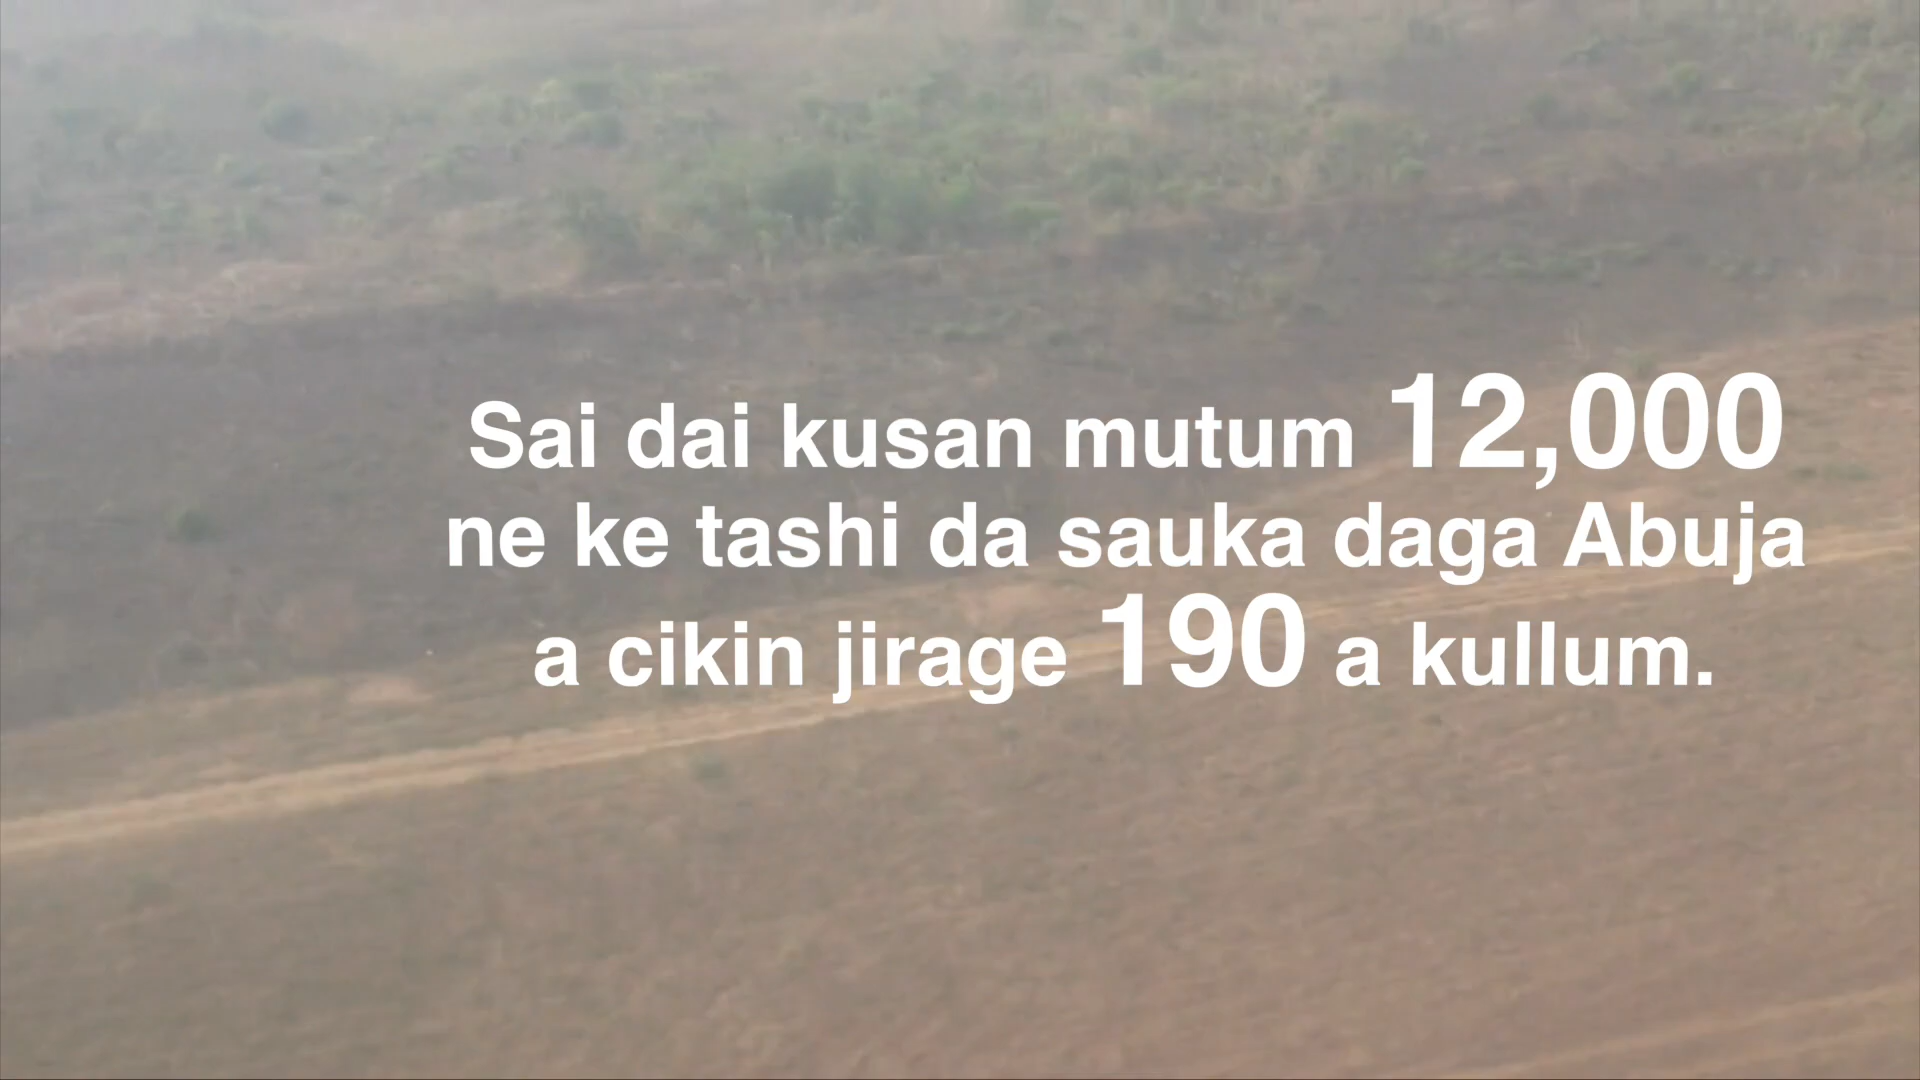 Sai dai kusan mutum 12,000
ne ke tashi da sauka daga Abuja
a cikin jirage 190 a kullum.